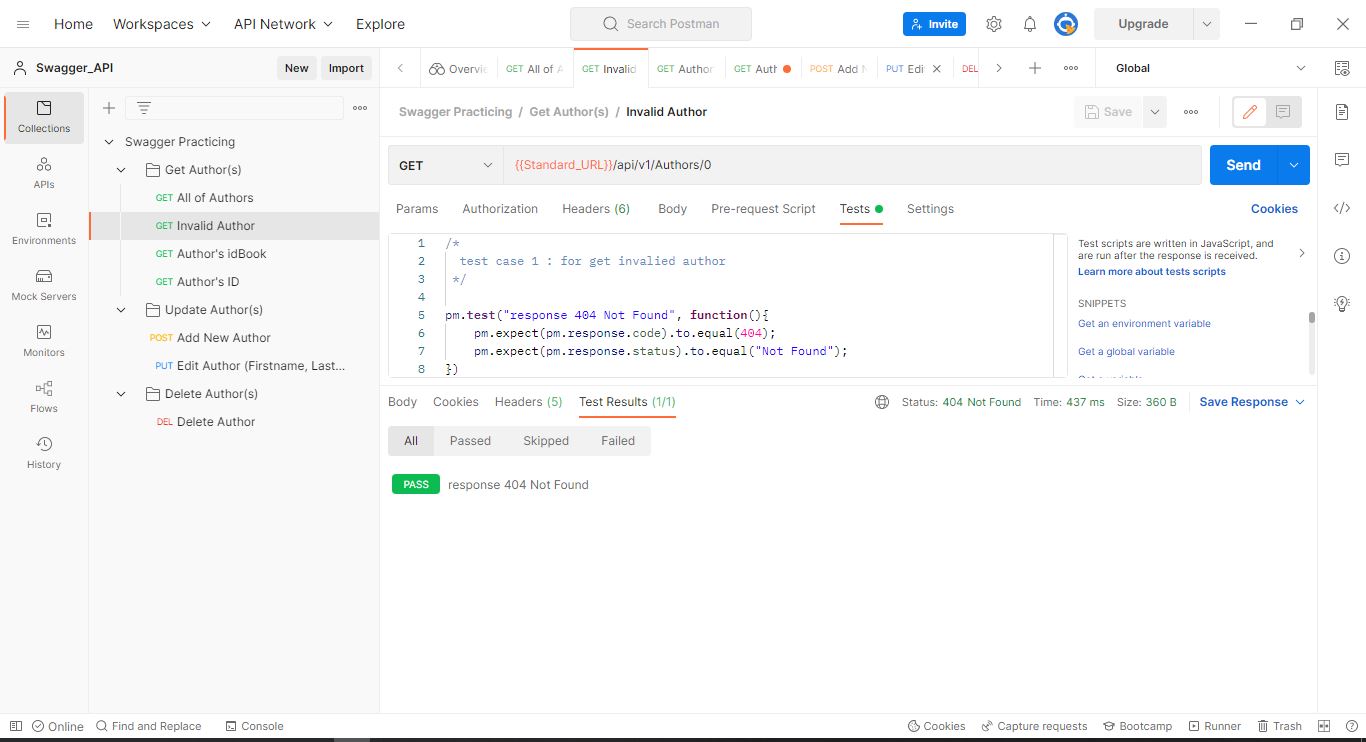 Home Workspaces API Network Explore Search Postman Invite Upgrade
Swagger_API New Import
Overvie GET All of A GET Invalid GET Author GET Auth POST Add N PUT Edi DEL Global
Collections
APIs
Environments
Mock Servers
Monitors
Flows
History
Swagger Practicing
Get Author(s)
GET All of Authors
GET Invalid Author
GET Author's idBook
GET Author's ID
Update Author(s)
POST Add New Author
PUT Edit Author (Firstname, Last...
Delete Author(s)
DEL Delete Author
Swagger Practicing / Get Author(s) / Invalid Author Save
GET {{Standard_URL}}/api/v1/Authors/0 Send
Params Authorization Headers (6) Body Pre-request Script Tests Settings Cookies
1 /*
2 test case 1 : for get invalied author
3 */
4
5 pm.test("response 404 Not Found", function(){
6 pm.expect(pm.response.code).to.equal(404);
7 pm.expect(pm.response.status).to.equal("Not Found");
8 })
Test scripts are written in JavaScript, and
are run after the response is received.
Learn more about tests scripts
SNIPPETS
Get an environment variable
Get a global variable
Body Cookies Headers (5) Test Results (1/1) Status: 404 Not Found Time: 437 ms Size: 360 B Save Response
All Passed Skipped Failed
PASS response 404 Not Found
Online Find and Replace Console Cookies Capture requests Bootcamp Runner Trash